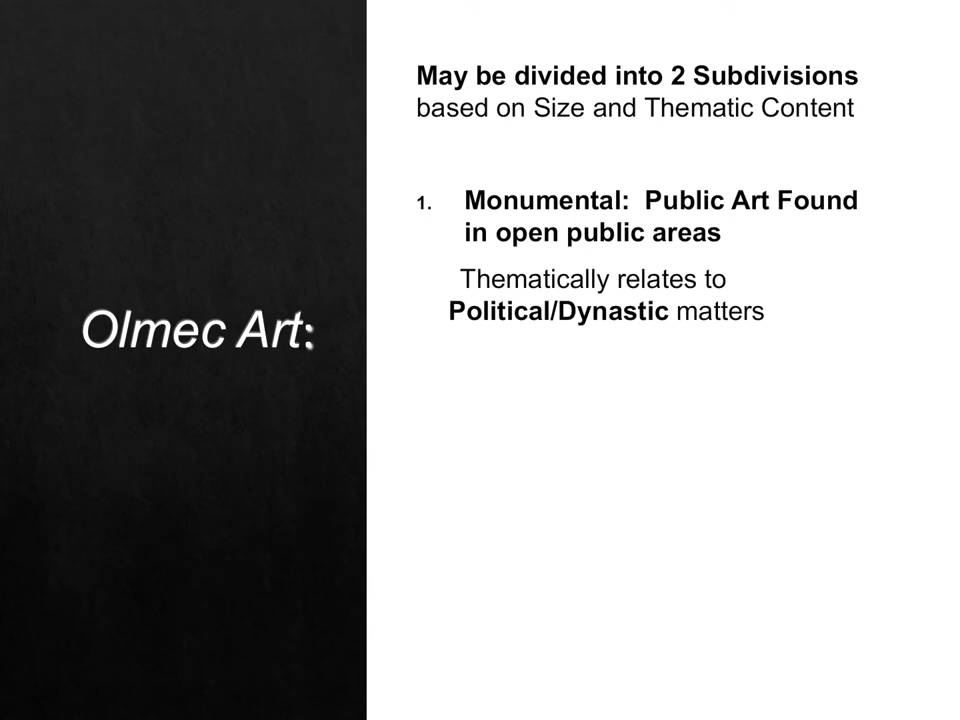 Olmec Art:
May be divided into 2 Subdivisions
based on Size and Thematic Content
1. Monumental: Public Art Found
in open public areas
Thematically relates to
Political/Dynastic matters